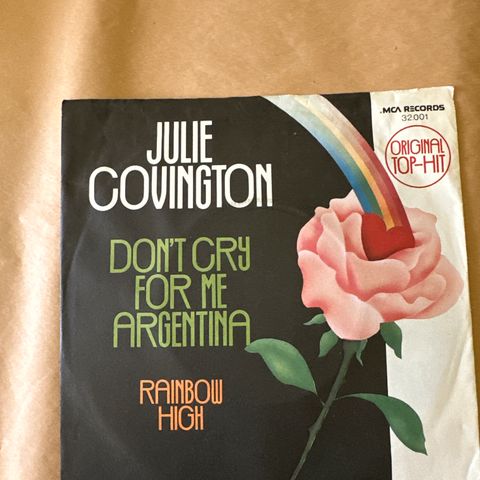 .MCA RECORDS
32.001
ORIGINAL
TOP-HIT
JULIE
COVINGTON
DON'T CRY
FOR ME
ARGENTINA
RAINBOW
HIGH